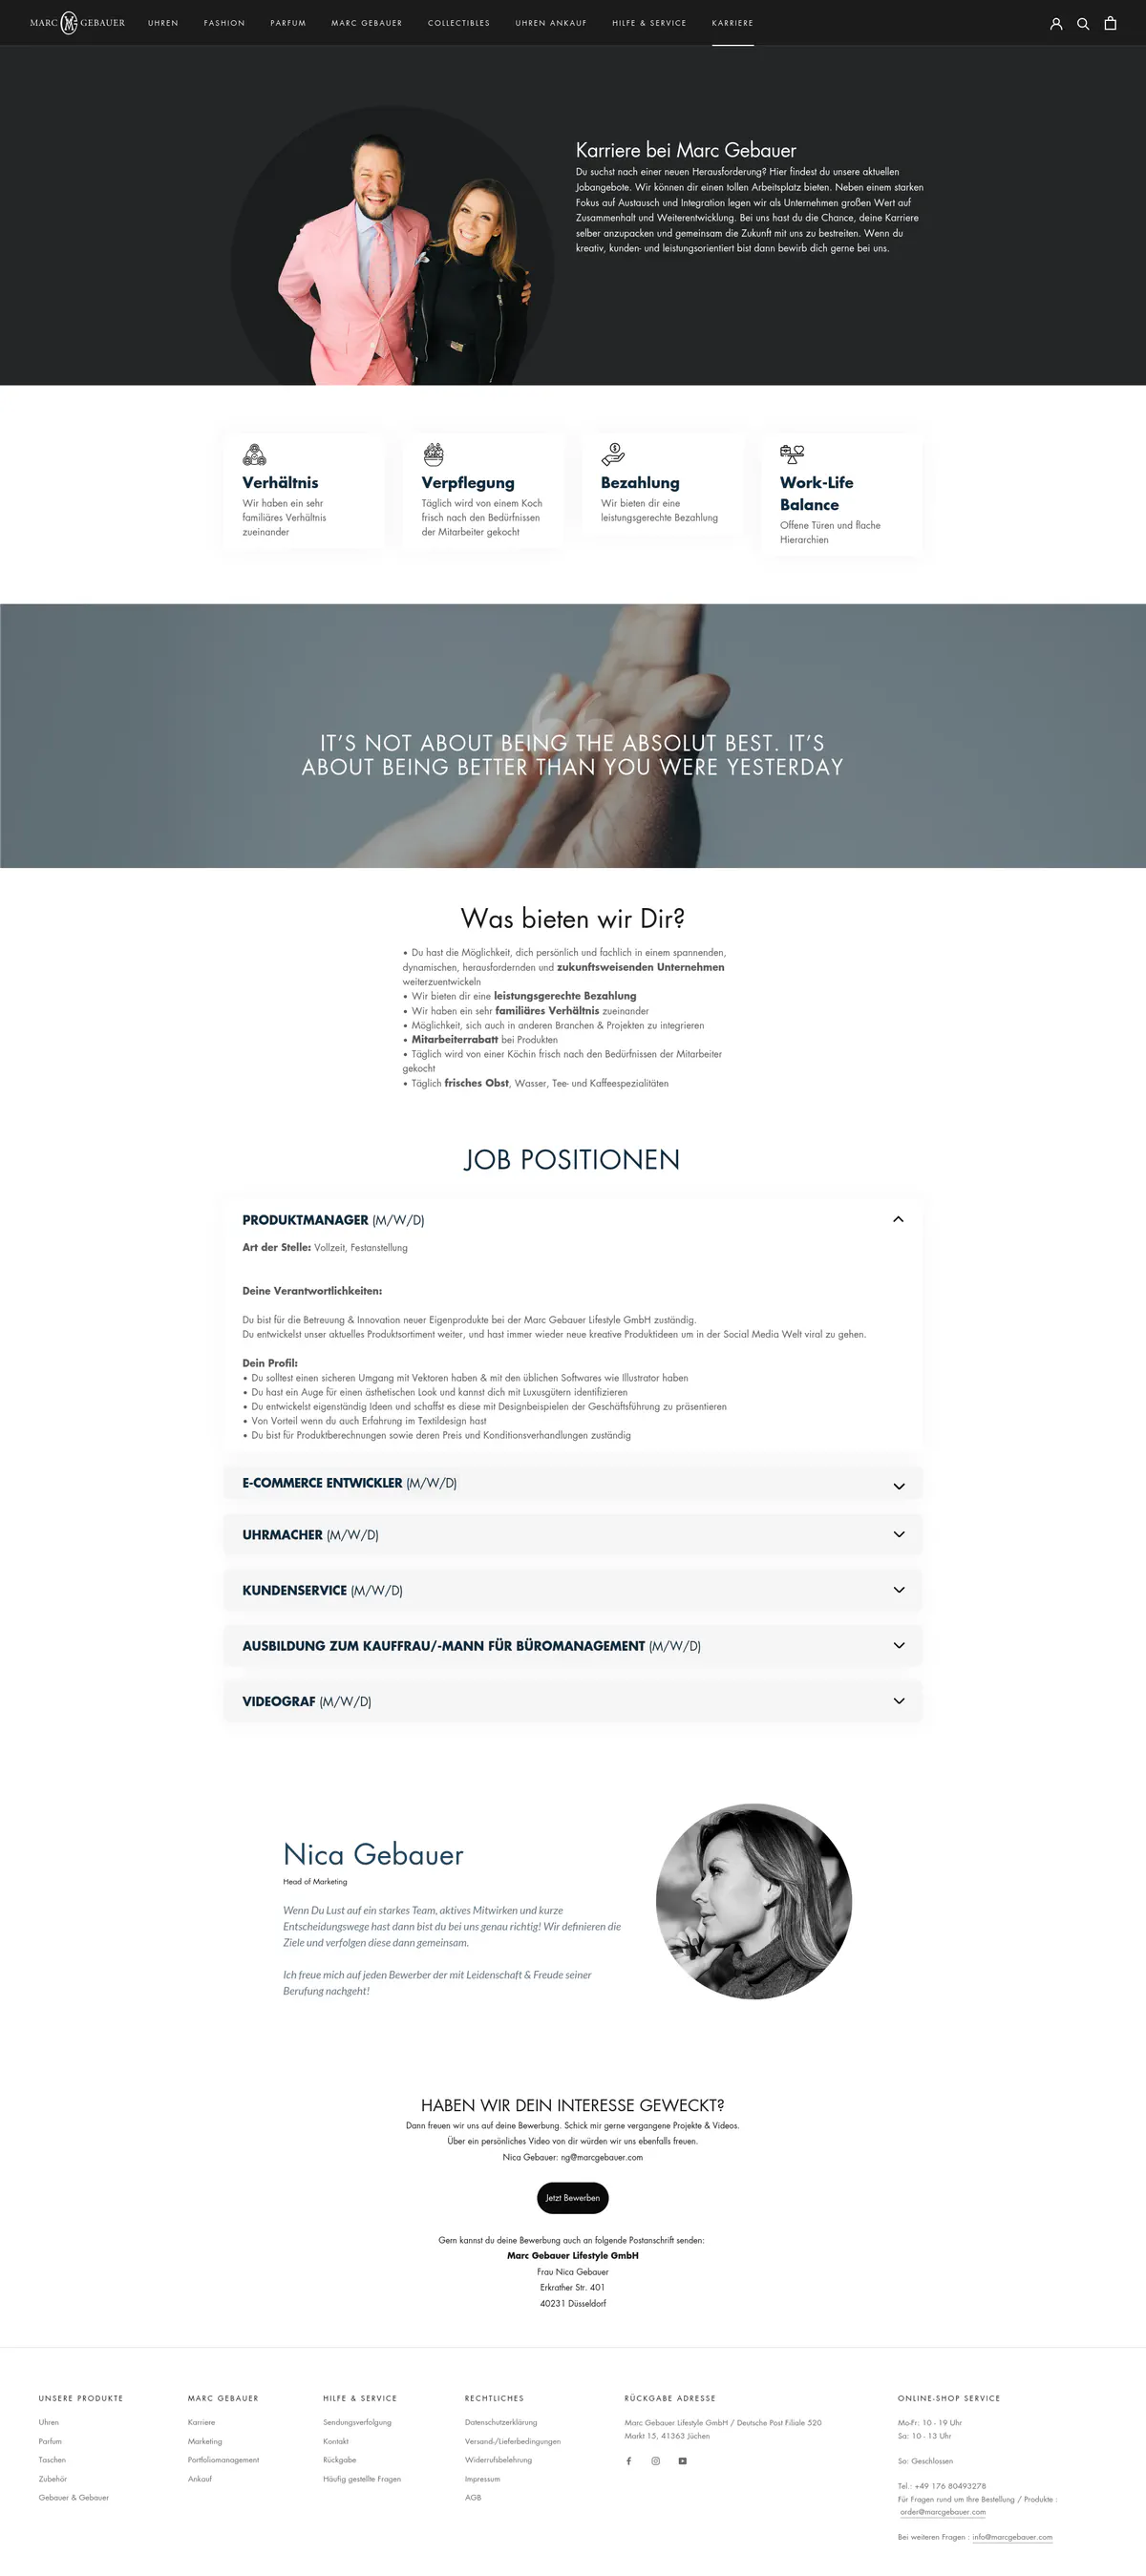 MARC GEBAUER
UHREN
FASHION
PARFUM
MARC GEBAUER
COLLECTIBLES
UHREN ANKAUF
HILFE & SERVICE
KARRIERE
Karriere bei Marc Gebauer
Du suchst nach einer neuen Herausforderung? Hier findest du unsere aktuellen
Jobangebote. Wir können dir einen tollen Arbeitsplatz bieten. Neben einem starken
Fokus auf Austausch und Integration legen wir als Unternehmen großen Wert auf
Zusammenhalt und Weiterentwicklung. Bei uns hast du die Chance, deine Karriere
selber anzupacken und gemeinsam die Zukunft mit uns zu bestreiten. Wenn du
kreativ, kunden- und leistungsorientiert bist dann bewirb dich gerne bei uns.
Verhältnis
Wir haben ein sehr
familiäres Verhältnis
zueinander
Verpflegung
Täglich wird von einem Koch
frisch nach den Bedürfnissen
der Mitarbeiter gekocht
Bezahlung
Wir bieten dir eine
leistungsgerechte Bezahlung
Work-Life
Balance
Offene Türen und flache
Hierarchien
IT'S NOT ABOUT BEING THE ABSOLUT BEST. IT'S
ABOUT BEING BETTER THAN YOU WERE YESTERDAY
Was bieten wir Dir?
• Du hast die Möglichkeit, dich persönlich und fachlich in einem spannenden,
dynamischen, herausfordernden und zukunftsweisenden Unternehmen
weiterzuentwickeln
• Wir bieten dir eine leistungsgerechte Bezahlung
• Wir haben ein sehr familiäres Verhältnis zueinander
• Möglichkeit, sich auch in anderen Branchen & Projekten zu integrieren
• Mitarbeiterrabatt bei Produkten
• Täglich wird von einer Köchin frisch nach den Bedürfnissen der Mitarbeiter
gekocht
• Täglich frisches Obst, Wasser, Tee- und Kaffeespezialitäten
JOB POSITIONEN
PRODUKTMANAGER (M/W/D)
Art der Stelle: Vollzeit, Festanstellung
Deine Verantwortlichkeiten:
Du bist für die Betreuung & Innovation neuer Eigenprodukte bei der Marc Gebauer Lifestyle GmbH zuständig.
Du entwickelst unser aktuelles Produktsortiment weiter, und hast immer wieder neue kreative Produktideen um in der Social Media Welt viral zu gehen.
Dein Profil:
• Du solltest einen sicheren Umgang mit Vektoren haben & mit den üblichen Softwares wie Illustrator haben
• Du hast ein Auge für einen ästhetischen Look und kannst dich mit Luxusgütern identifizieren
• Du entwickelst eigenständig Ideen und schaffst es diese mit Designbeispielen der Geschäftsführung zu präsentieren
• Von Vorteil wenn du auch Erfahrung im Textildesign hast
• Du bist für Produktberechnungen sowie deren Preis und Konditionsverhandlungen zuständig
E-COMMERCE ENTWICKLER (M/W/D)
UHRMACHER (M/W/D)
KUNDENSERVICE (M/W/D)
AUSBILDUNG ZUM KAUFFRAU/-MANN FÜR BÜROMANAGEMENT (M/W/D)
VIDEOGRAF (M/W/D)
Nica Gebauer
Head of Marketing
Wenn Du Lust auf ein starkes Team, aktives Mitwirken und kurze
Entscheidungswege hast dann bist du bei uns genau richtig! Wir definieren die
Ziele und verfolgen diese dann gemeinsam.
Ich freue mich auf jeden Bewerber der mit Leidenschaft & Freude seiner
Berufung nachgeht!
HABEN WIR DEIN INTERESSE GEWECKT?
Dann freuen wir uns auf deine Bewerbung. Schick mir gerne vergangene Projekte & Videos.
Über ein persönliches Video von dir würden wir uns ebenfalls freuen.
Nica Gebauer: ng@marcgebauer.com
Jetzt Bewerben
Gern kannst du deine Bewerbung auch an folgende Postanschrift senden:
Marc Gebauer Lifestyle GmbH
Frau Nica Gebauer
Erkrather Str. 401
40231 Düsseldorf
UNSERE PRODUKTE
Uhren
Parfum
Taschen
Zubehör
Gebauer & Gebauer
MARC GEBAUER
Karriere
Marketing
Portfoliomanagement
Ankauf
HILFE & SERVICE
Sendungsverfolgung
Kontakt
Rückgabe
Häufig gestellte Fragen
RECHTLICHES
Datenschutzerklärung
Versand-/Lieferbedingungen
Widerrufsbelehrung
Impressum
AGB
RÜCKGABE ADRESSE
Marc Gebauer Lifestyle GmbH / Deutsche Post Filiale 520
Markt 15, 41363 Jüchen
ONLINE-SHOP SERVICE
Mo-Fr: 10 - 19 Uhr
Sa: 10 - 13 Uhr
So: Geschlossen
Tel.: +49 176 80493278
Für Fragen rund um Ihre Bestellung / Produkte :
order@marcgebauer.com
Bei weiteren Fragen : info@marcgebauer.com